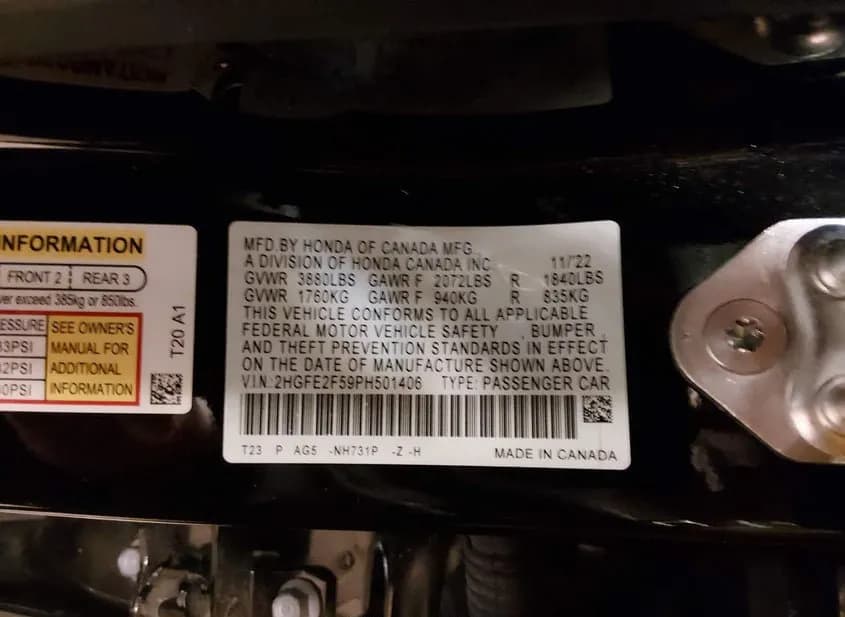 INFORMATION
FRONT 2 REAR 3
ver exceed 385kg or 850lbs.
ESSURE SEE OWNER'S
33PSI MANUAL FOR
32PSI ADDITIONAL
0PSI INFORMATION
T20 A1
MFD.BY HONDA OF CANADA MFG.
A DIVISION OF HONDA CANADA INC 11/22
GVWR 3880LBS GAWR F 2072LBS R 1840LBS
GVWR 1760KG GAWR F 940KG R 835KG
THIS VEHICLE CONFORMS TO ALL APPLICABLE
FEDERAL MOTOR VEHICLE SAFETY , BUMPER ,
AND THEFT PREVENTION STANDARDS IN EFFECT
ON THE DATE OF MANUFACTURE SHOWN ABOVE.
V.I.N.:2HGFE2F59PH501406 TYPE: PASSENGER CAR
T23 P AG5 -NH731P -Z -H MADE IN CANADA